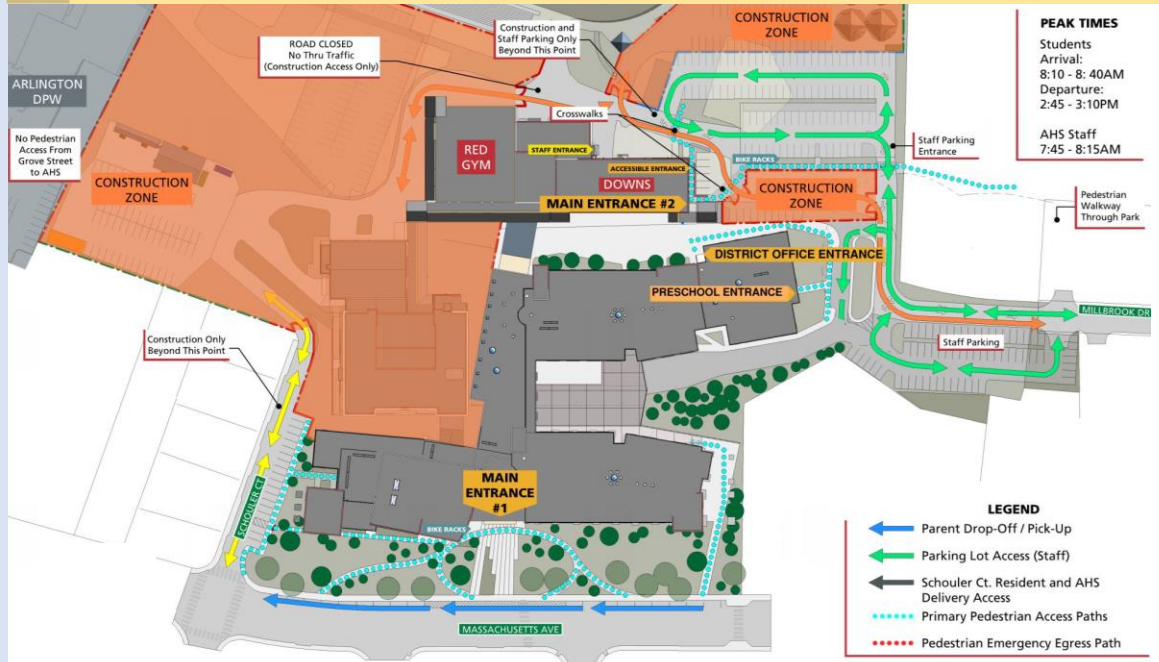 CONSTRUCTION
ZONE
Construction and
Staff Parking Only
Beyond This Point
ROAD CLOSED
No Thru Traffic
(Construction Access Only)
PEAK TIMES
Students
Arrival:
8:10 - 8: 40AM
Departure:
2:45 - 3:10PM
AHS Staff
7:45 - 8:15AM
ARLINGTON
DPW
No Pedestrian
Access From
Grove Street
to AHS
CONSTRUCTION
ZONE
Crosswalks
RED
GYM
STAFF ENTRANCE
ACCESSIBLE ENTRANCE
DOWNS
MAIN ENTRANCE #2
BIKE RACKS
CONSTRUCTION
ZONE
Staff Parking
Entrance
Pedestrian
Walkway
Through Park
DISTRICT OFFICE ENTRANCE
PRESCHOOL ENTRANCE
MILLBROOK DR
Staff Parking
Construction Only
Beyond This Point
SCHOULER CT
MAIN
ENTRANCE
#1
BIKE RACKS
MASSACHUSETTS AVE
LEGEND
Parent Drop-Off / Pick-Up
Parking Lot Access (Staff)
Schouler Ct. Resident and AHS
Delivery Access
Primary Pedestrian Access Paths
Pedestrian Emergency Egress Path